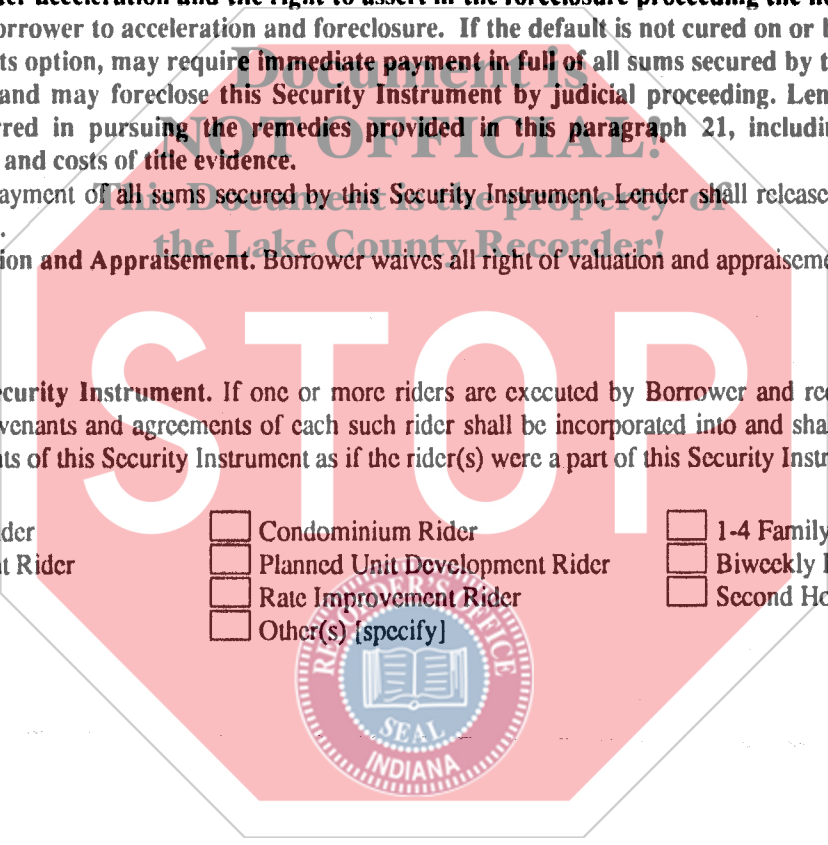 er acceleration and the right to assert in the foreclosure proceeding the no
orrower to acceleration and foreclosure. If the default is not cured on or b
ts option, may require immediate payment in full of all sums secured by t
and may foreclose this Security Instrument by judicial proceeding. Len
rred in pursuing the remedies provided in this paragraph 21, includin
and costs of title evidence.
ayment of all sums secured by this Security Instrument, Lender shall release
.
ion and Appraisement. Borrower waives all right of valuation and appraiseme
Document is
NOT OFFICIAL!
This Document is the property of
the Lake County Recorder!
STOP
curity Instrument. If one or more riders are executed by Borrower and rec
venants and agreements of each such rider shall be incorporated into and sha
ts of this Security Instrument as if the rider(s) were a part of this Security Instr
der Condominium Rider 1-4 Family
t Rider Planned Unit Development Rider Biweekly
Rate Improvement Rider Second Ho
Other(s) [specify]
RECORDER'S OFFICE
SEAL
INDIANA